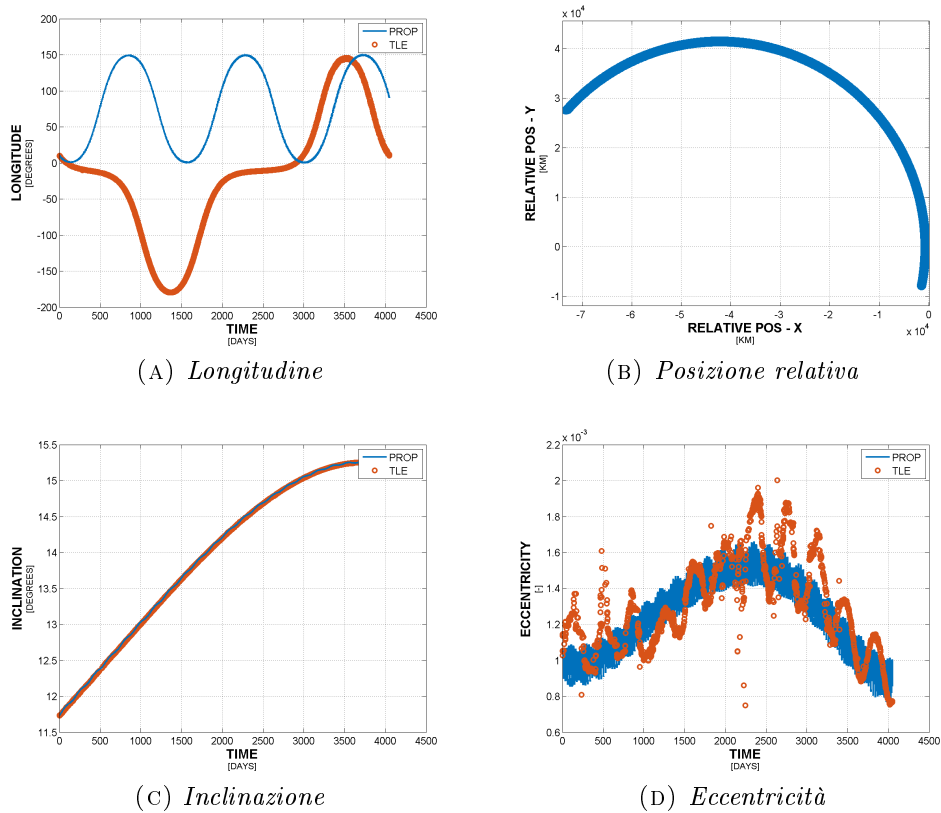 200
150
100
50
0
-50
-100
-150
-200
0 500 1000 1500 2000 2500 3000 3500 4000 4500
LONGITUDE
[DEGREES]
TIME
[DAYS]
PROP
TLE
(A) Longitudine
x 10⁴
4
3
2
1
0
-1
-7 -6 -5 -4 -3 -2 -1 0
x 10⁴
RELATIVE POS - Y
[KM]
RELATIVE POS - X
[KM]
(B) Posizione relativa
15.5
15
14.5
14
13.5
13
12.5
12
11.5
0 500 1000 1500 2000 2500 3000 3500 4000 4500
INCLINATION
[DEGREES]
TIME
[DAYS]
PROP
TLE
(C) Inclinazione
x 10⁻³
2.2
2
1.8
1.6
1.4
1.2
1
0.8
0.6
0 500 1000 1500 2000 2500 3000 3500 4000 4500
ECCENTRICITY
[-]
TIME
[DAYS]
PROP
TLE
(D) Eccentricità